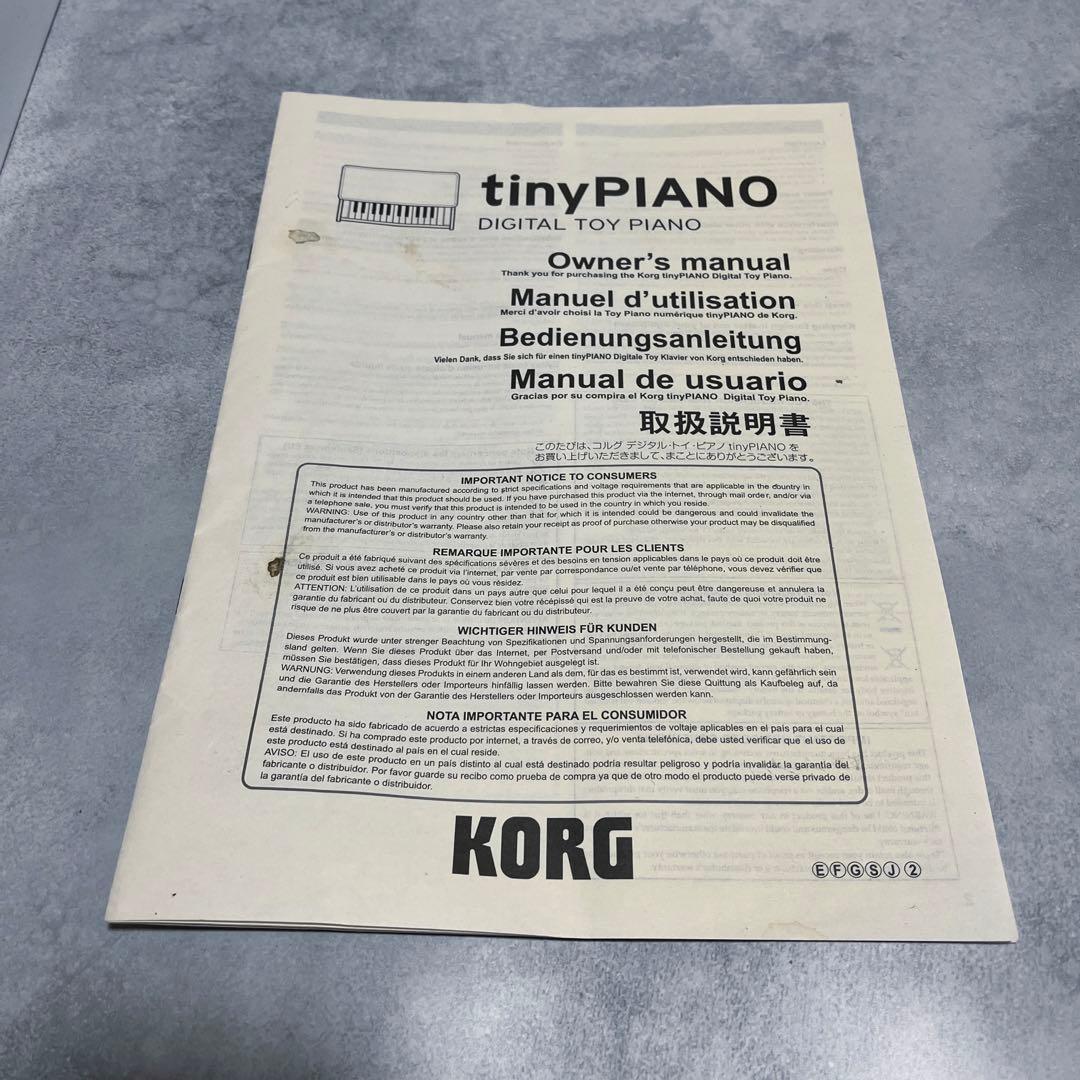 tinyPIANO
DIGITAL TOY PIANO
Owner's manual
Thank you for purchasing the Korg tinyPIANO Digital Toy Piano.
Manuel d'utilisation
Merci d'avoir choisi la Toy Piano numérique tinyPIANO de Korg.
Bedienungsanleitung
Vielen Dank, dass Sie sich für einen tinyPIANO Digitale Toy Klavier von Korg entschieden haben.
Manual de usuario
Gracias por su compira el Korg tinyPIANO Digital Toy Piano.
取扱説明書
このたびは、コルグ デジタル・トイ・ピアノ tinyPIANO を
お買い上げいただきまして、まことにありがとうございます。
IMPORTANT NOTICE TO CONSUMERS
This product has been manufactured according to strict specifications and voltage requirements that are applicable in the country in
which it is intended that this product should be used. If you have purchased this product via the internet, through mail order, and/or via
a telephone sale, you must verify that this product is intended to be used in the country in which you reside.
WARNING: Use of this product in any country other than that for which it is intended could be dangerous and could invalidate the
manufacturer's or distributor's warranty. Please also retain your receipt as proof of purchase otherwise your product may be disqualified
from the manufacturer's or distributor's warranty.
REMARQUE IMPORTANTE POUR LES CLIENTS
Ce produit a été fabriqué suivant des spécifications sévères et des besoins en tension applicables dans le pays où ce produit doit être
utilisé. Si vous avez acheté ce produit via l'internet, par vente par correspondance ou/et vente par téléphone, vous devez vérifier que
ce produit est bien utilisable dans le pays où vous résidez.
ATTENTION: L'utilisation de ce produit dans un pays autre que celui pour lequel il a été conçu peut être dangereuse et annulera la
garantie du fabricant ou du distributeur. Conservez bien votre récépissé qui est la preuve de votre achat, faute de quoi votre produit ne
risque de ne plus être couvert par la garantie du fabricant ou du distributeur.
WICHTIGER HINWEIS FÜR KUNDEN
Dieses Produkt wurde unter strenger Beachtung von Spezifikationen und Spannungsanforderungen hergestellt, die im Bestimmung-
sland gelten. Wenn Sie dieses Produkt über das Internet, per Postversand und/oder mit telefonischer Bestellung gekauft haben,
müssen Sie bestätigen, dass dieses Produkt für Ihr Wohngebiet ausgelegt ist.
WARNUNG: Verwendung dieses Produkts in einem anderen Land als dem, für das es bestimmt ist, verwendet wird, kann gefährlich sein
und die Garantie des Herstellers oder Importeurs hinfällig lassen werden. Bitte bewahren Sie diese Quittung als Kaufbeleg auf, da
andernfalls das Produkt von der Garantie des Herstellers oder Importeurs ausgeschlossen werden kann.
NOTA IMPORTANTE PARA EL CONSUMIDOR
Este producto ha sido fabricado de acuerdo a estrictas especificaciones y requerimientos de voltaje aplicables en el país para el cual
está destinado. Si ha comprado este producto por internet, a través de correo, y/o venta telefónica, debe usted verificar que el uso de
este producto está destinado al país en el cual reside.
AVISO: El uso de este producto en un país distinto al cual está destinado podría resultar peligroso y podría invalidar la garantía del
fabricante o distribuidor. Por favor guarde su recibo como prueba de compra ya que de otro modo el producto puede verse privado de
la garantía del fabricante o distribuidor.
KORG
Ⓔ Ⓕ Ⓖ Ⓢ Ⓙ ②